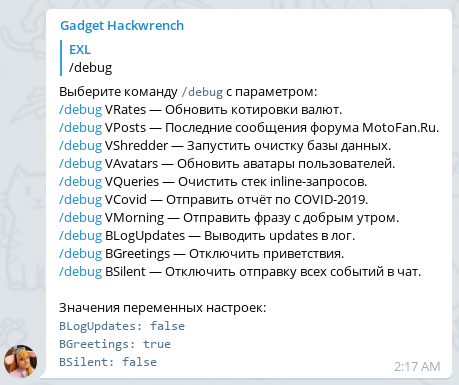 Gadget Hackwrench
EXL
/debug
Выберите команду /debug с параметром:
/debug VRates — Обновить котировки валют.
/debug VPosts — Последние сообщения форума MotoFan.Ru.
/debug VShredder — Запустить очистку базы данных.
/debug VAvatars — Обновить аватары пользователей.
/debug VQueries — Очистить стек inline-запросов.
/debug VCovid — Отправить отчёт по COVID-2019.
/debug VMorning — Отправить фразу с добрым утром.
/debug BLogUpdates — Выводить updates в лог.
/debug BGreetings — Отключить приветствия.
/debug BSilent — Отключить отправку всех событий в чат.
Значения переменных настроек:
BLogUpdates: false
BGreetings: true
BSilent: false
2:17 AM